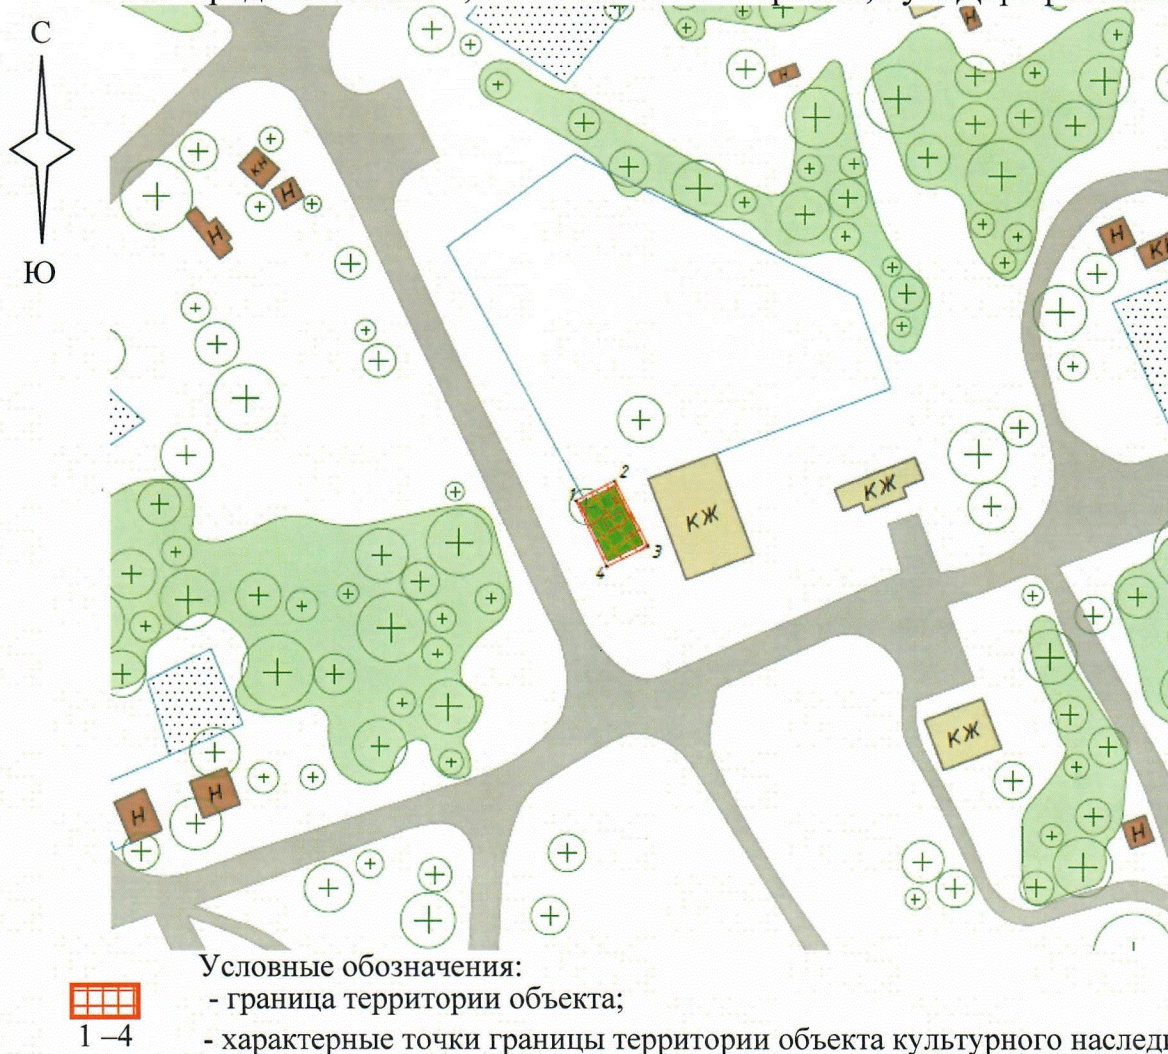 С
Ю
Н
Н
КН
Н
Н
Н
1
2
3
4
КЖ
КЖ
КЖ
Н
Н
Н
Условные обозначения:
- граница территории объекта;
1 –4 - характерные точки границы территории объекта культурного